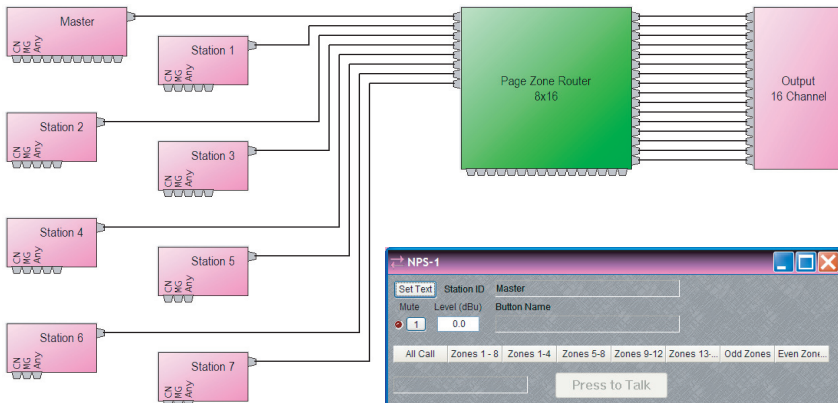 Master
CN
MG
Any
Station 1
CN
MG
Any
Station 2
CN
MG
Any
Station 3
CN
MG
Any
Station 4
CN
MG
Any
Station 5
CN
MG
Any
Station 6
CN
MG
Any
Station 7
CN
MG
Any
Page Zone Router
8x16
Output
16 Channel
NPS-1
Set Text Station ID Master
Mute Level (dBu) Button Name
1 0.0
All Call Zones 1 - 8 Zones 1-4 Zones 5-8 Zones 9-12 Zones 13-... Odd Zones Even Zone...
Press to Talk